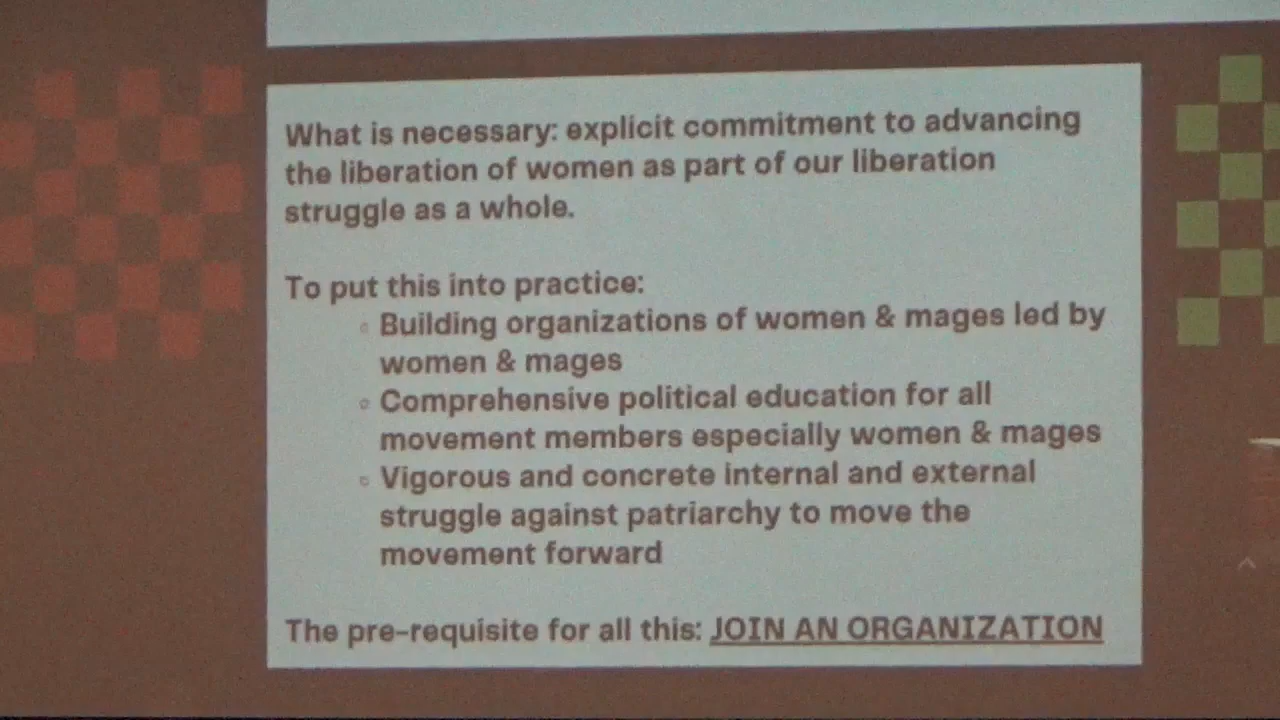 What is necessary: explicit commitment to advancing
the liberation of women as part of our liberation
struggle as a whole.
To put this into practice:
Building organizations of women & mages led by
women & mages
Comprehensive political education for all
movement members especially women & mages
Vigorous and concrete internal and external
struggle against patriarchy to move the
movement forward
The pre-requisite for all this: JOIN AN ORGANIZATION